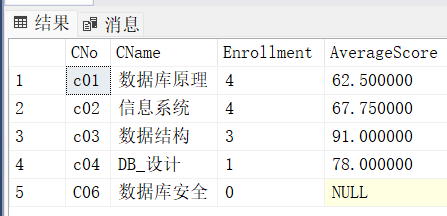 结果 消息
CNo CName Enrollment AverageScore
1 c01 数据库原理 4 62.500000
2 c02 信息系统 4 67.750000
3 c03 数据结构 3 91.000000
4 c04 DB_设计 1 78.000000
5 C06 数据库安全 0 NULL